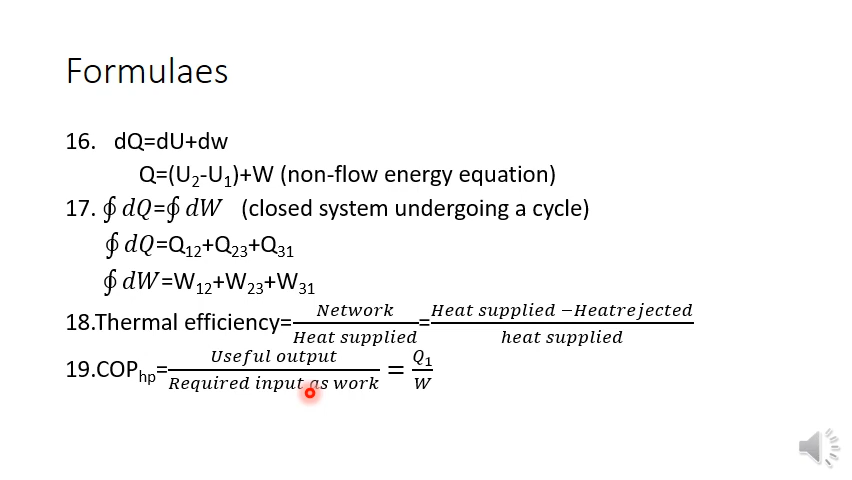 Formulaes
16. dQ=dU+dw
Q=(U₂-U₁)+W (non-flow energy equation)
17. ∮ dQ=∮ dW (closed system undergoing a cycle)
∮ dQ=Q₁₂+Q₂₃+Q₃₁
∮ dW=W₁₂+W₂₃+W₃₁
18.Thermal efficiency=Network/Heat supplied=Heat supplied −Heatrejected/heat supplied
19.COPhp=Useful output/Required input as work = Q₁/W